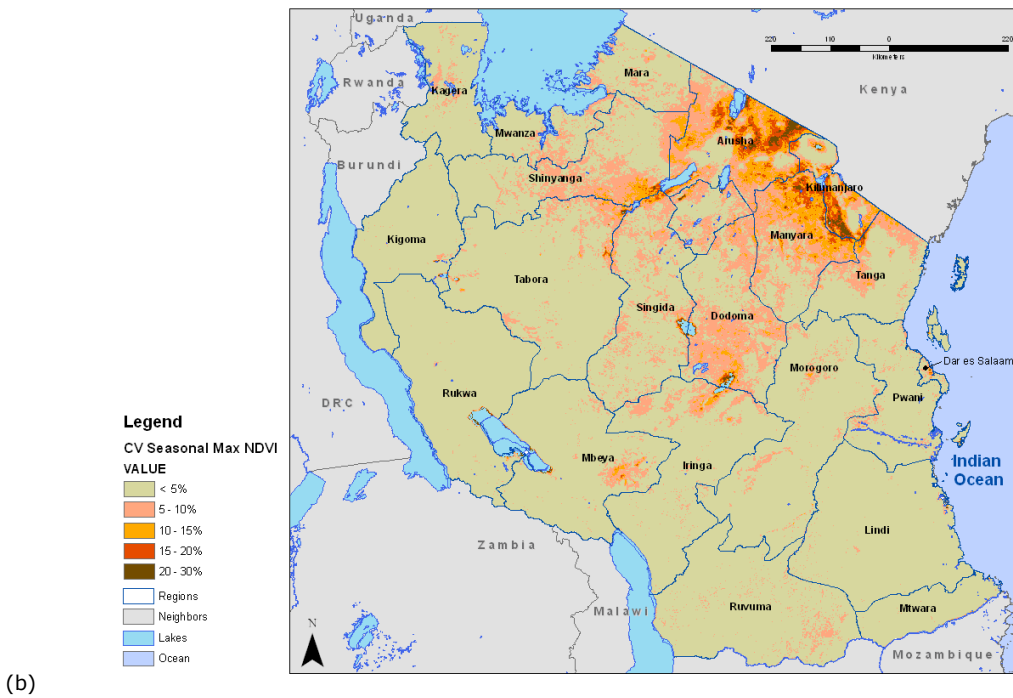 Uganda
220 110 0 220
Kilometers
Rwanda
Kagera
Mara
Kenya
Mwanza
Arusha
Burundi
Shinyanga
Kilimanjaro
Kigoma
Manyara
Tabora
Tanga
Singida
Dodoma
Dar es Salaam
Morogoro
Rukwa
Pwani
DRC
Legend
CV Seasonal Max NDVI
VALUE
< 5%
5 - 10%
10 - 15%
15 - 20%
20 - 30%
Regions
Neighbors
Lakes
Ocean
Mbeya
Iringa
Indian
Ocean
Lindi
Zambia
Malawi
Ruvuma
Mtwara
N
Mozambique
(b)